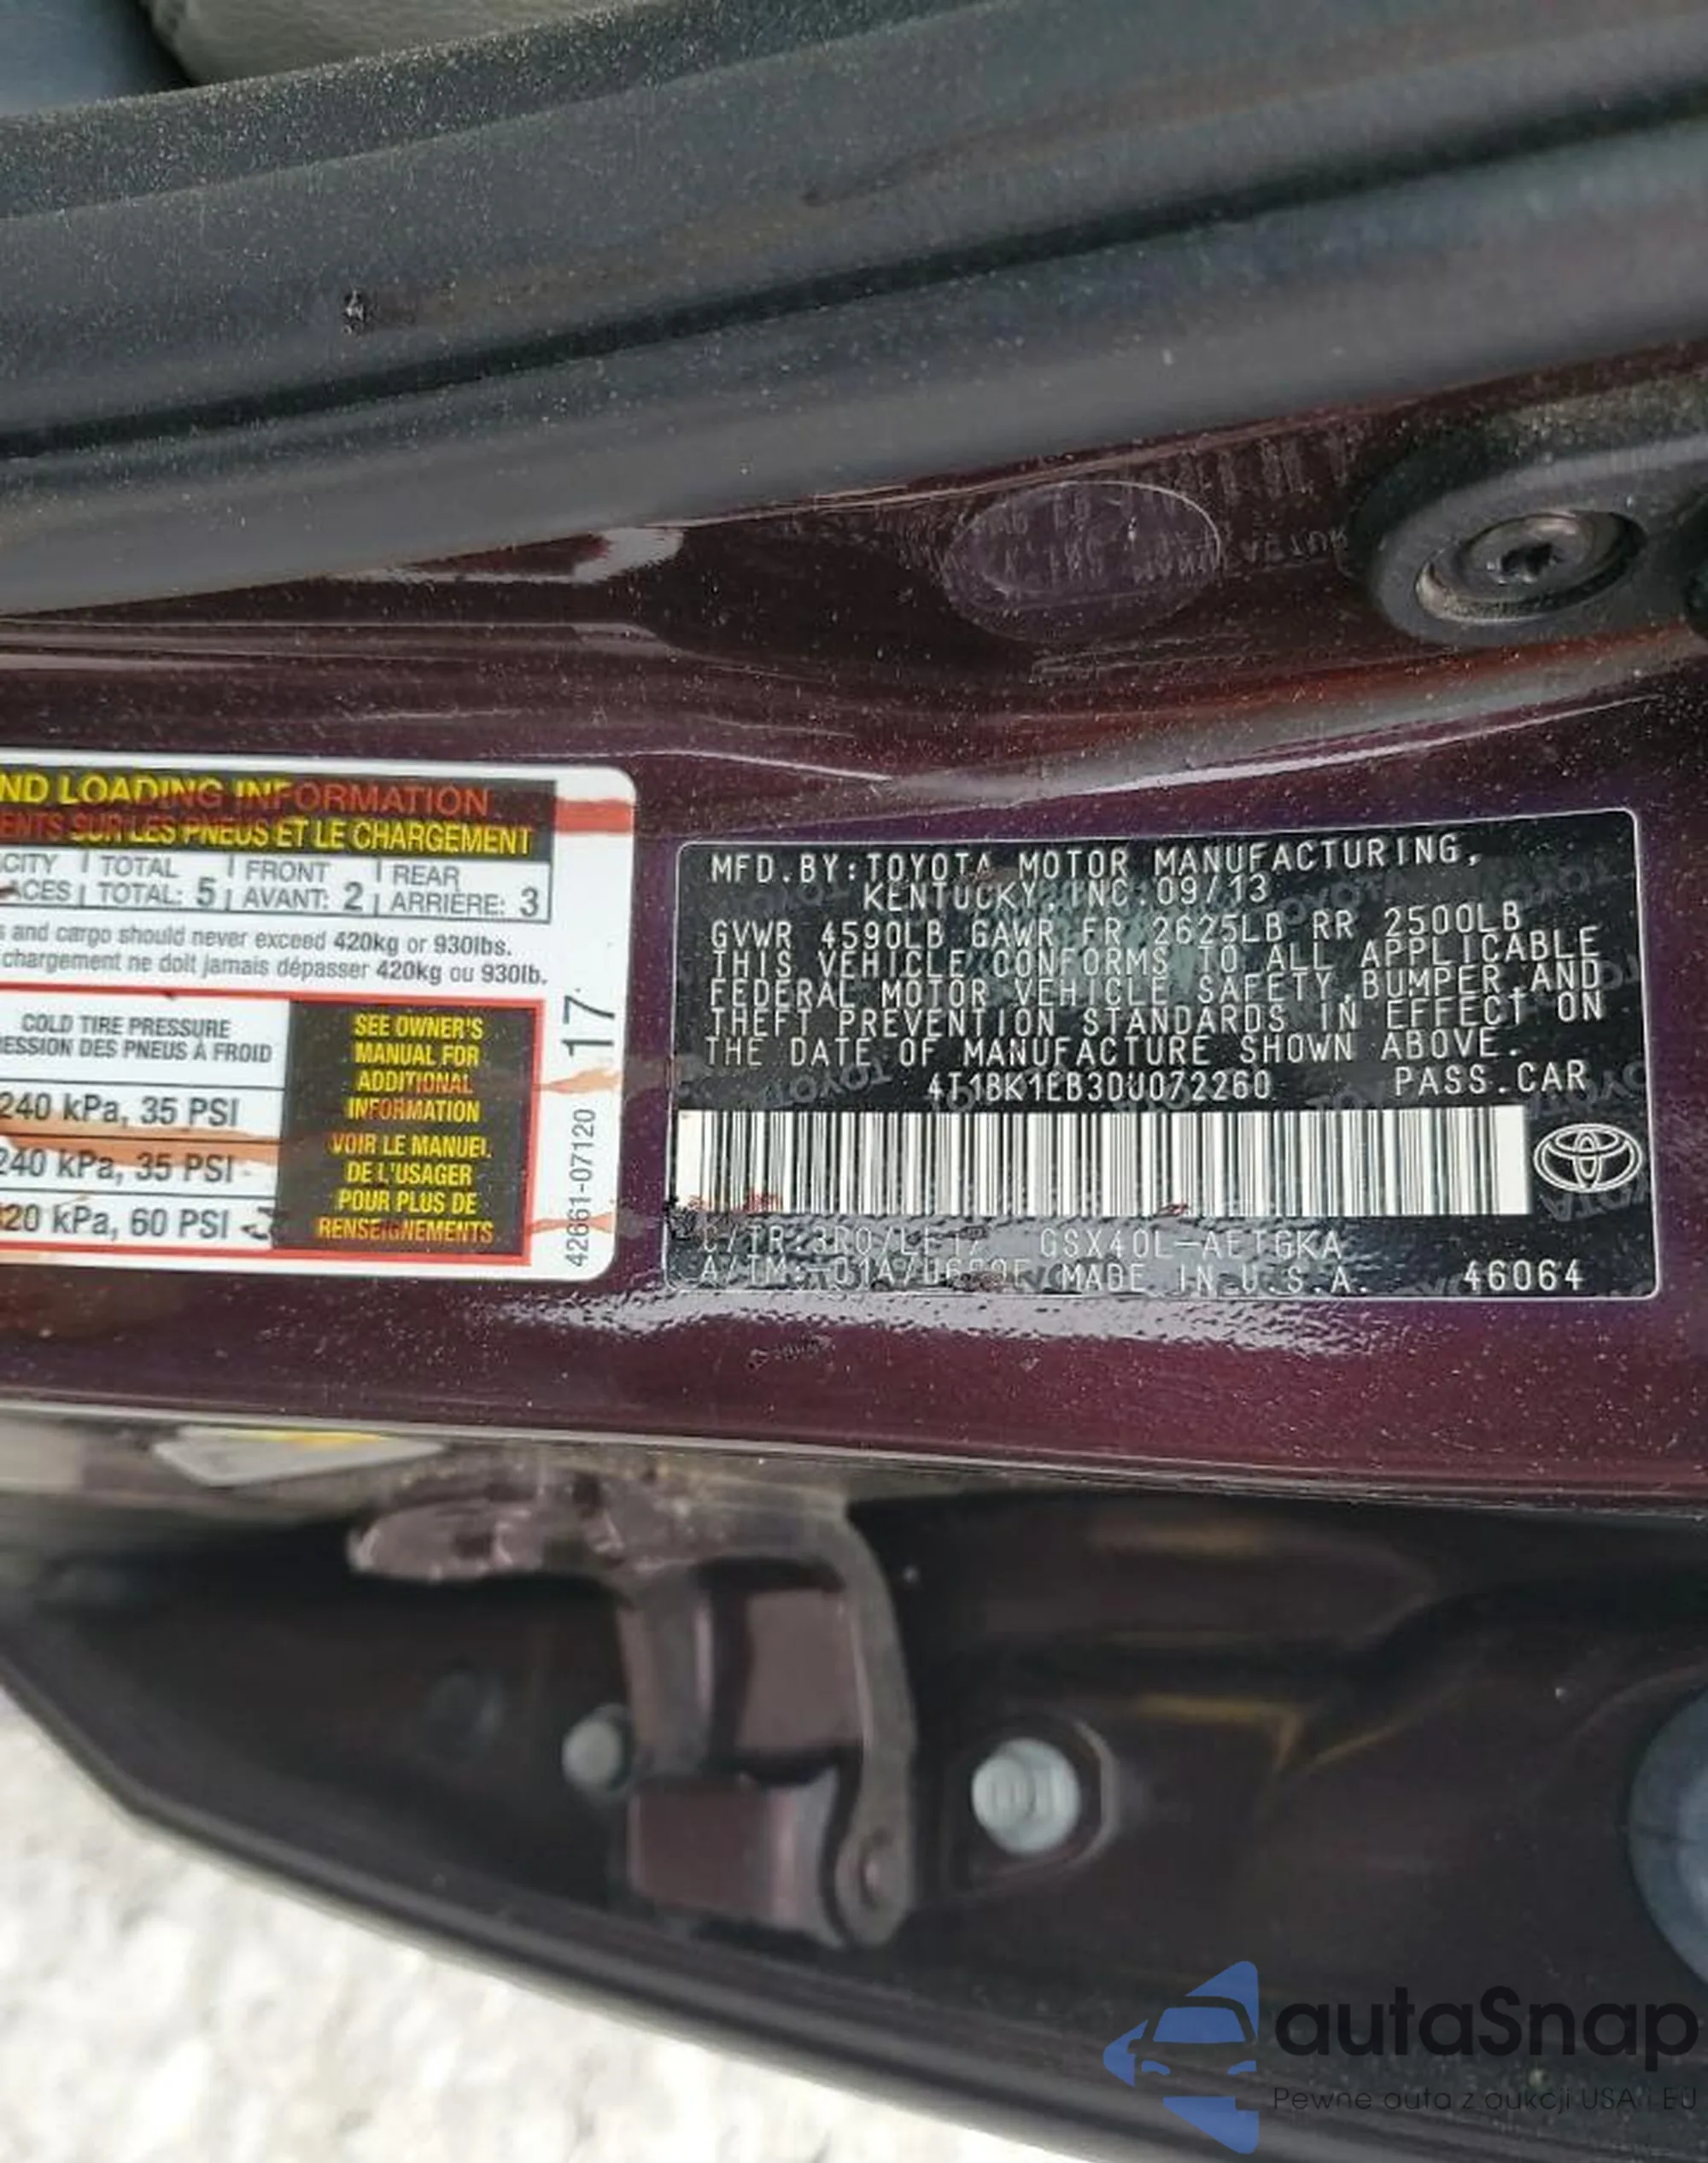 ND LOADING INFORMATION
ENTS SUR LES PNEUS ET LE CHARGEMENT
CITY TOTAL FRONT REAR
ACES TOTAL: 5 AVANT: 2 ARRIÈRE: 3
s and cargo should never exceed 420kg or 930lbs.
chargement ne doit jamais dépasser 420kg ou 930lb.
COLD TIRE PRESSURE
ESSION DES PNEUS À FROID
240 kPa, 35 PSI
240 kPa, 35 PSI
20 kPa, 60 PSI
SEE OWNER'S
MANUAL FOR
ADDITIONAL
INFORMATION
VOIR LE MANUEL
DE L'USAGER
POUR PLUS DE
RENSEIGNEMENTS
17
42661-07120
MFD.BY:TOYOTA MOTOR MANUFACTURING,
KENTUCKY,INC.09/13
GVWR 4590LB GAWR FR 2625LB RR 2500LB
THIS VEHICLE CONFORMS TO ALL APPLICABLE
FEDERAL MOTOR VEHICLE SAFETY,BUMPER,AND
THEFT PREVENTION STANDARDS IN EFFECT ON
THE DATE OF MANUFACTURE SHOWN ABOVE.
4T1BK1EB3DU072260 PASS.CAR
C/TR 3R0/ GSX40L-AETGKA
MADE IN U.S.A. 46064
autaSnap
Pewne auta z aukcji USA i EU